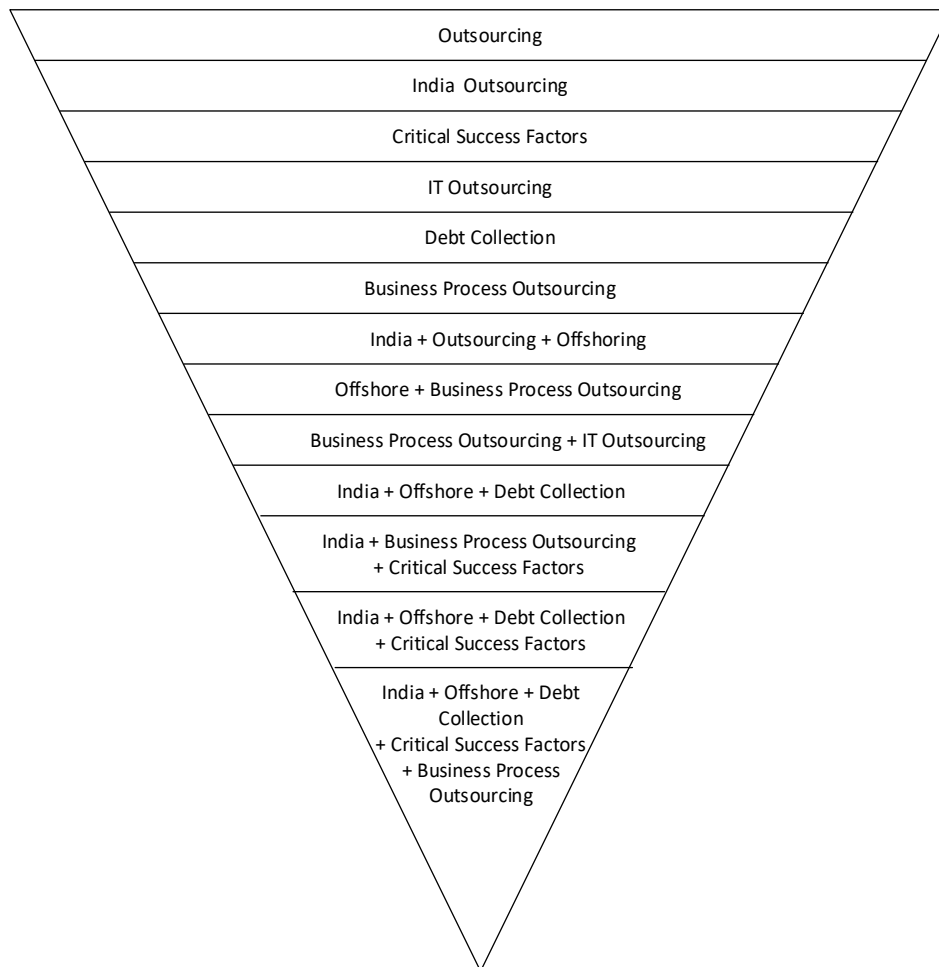 Outsourcing
India Outsourcing
Critical Success Factors
IT Outsourcing
Debt Collection
Business Process Outsourcing
India + Outsourcing + Offshoring
Offshore + Business Process Outsourcing
Business Process Outsourcing + IT Outsourcing
India + Offshore + Debt Collection
India + Business Process Outsourcing
+ Critical Success Factors
India + Offshore + Debt Collection
+ Critical Success Factors
India + Offshore + Debt
Collection
+ Critical Success Factors
+ Business Process
Outsourcing